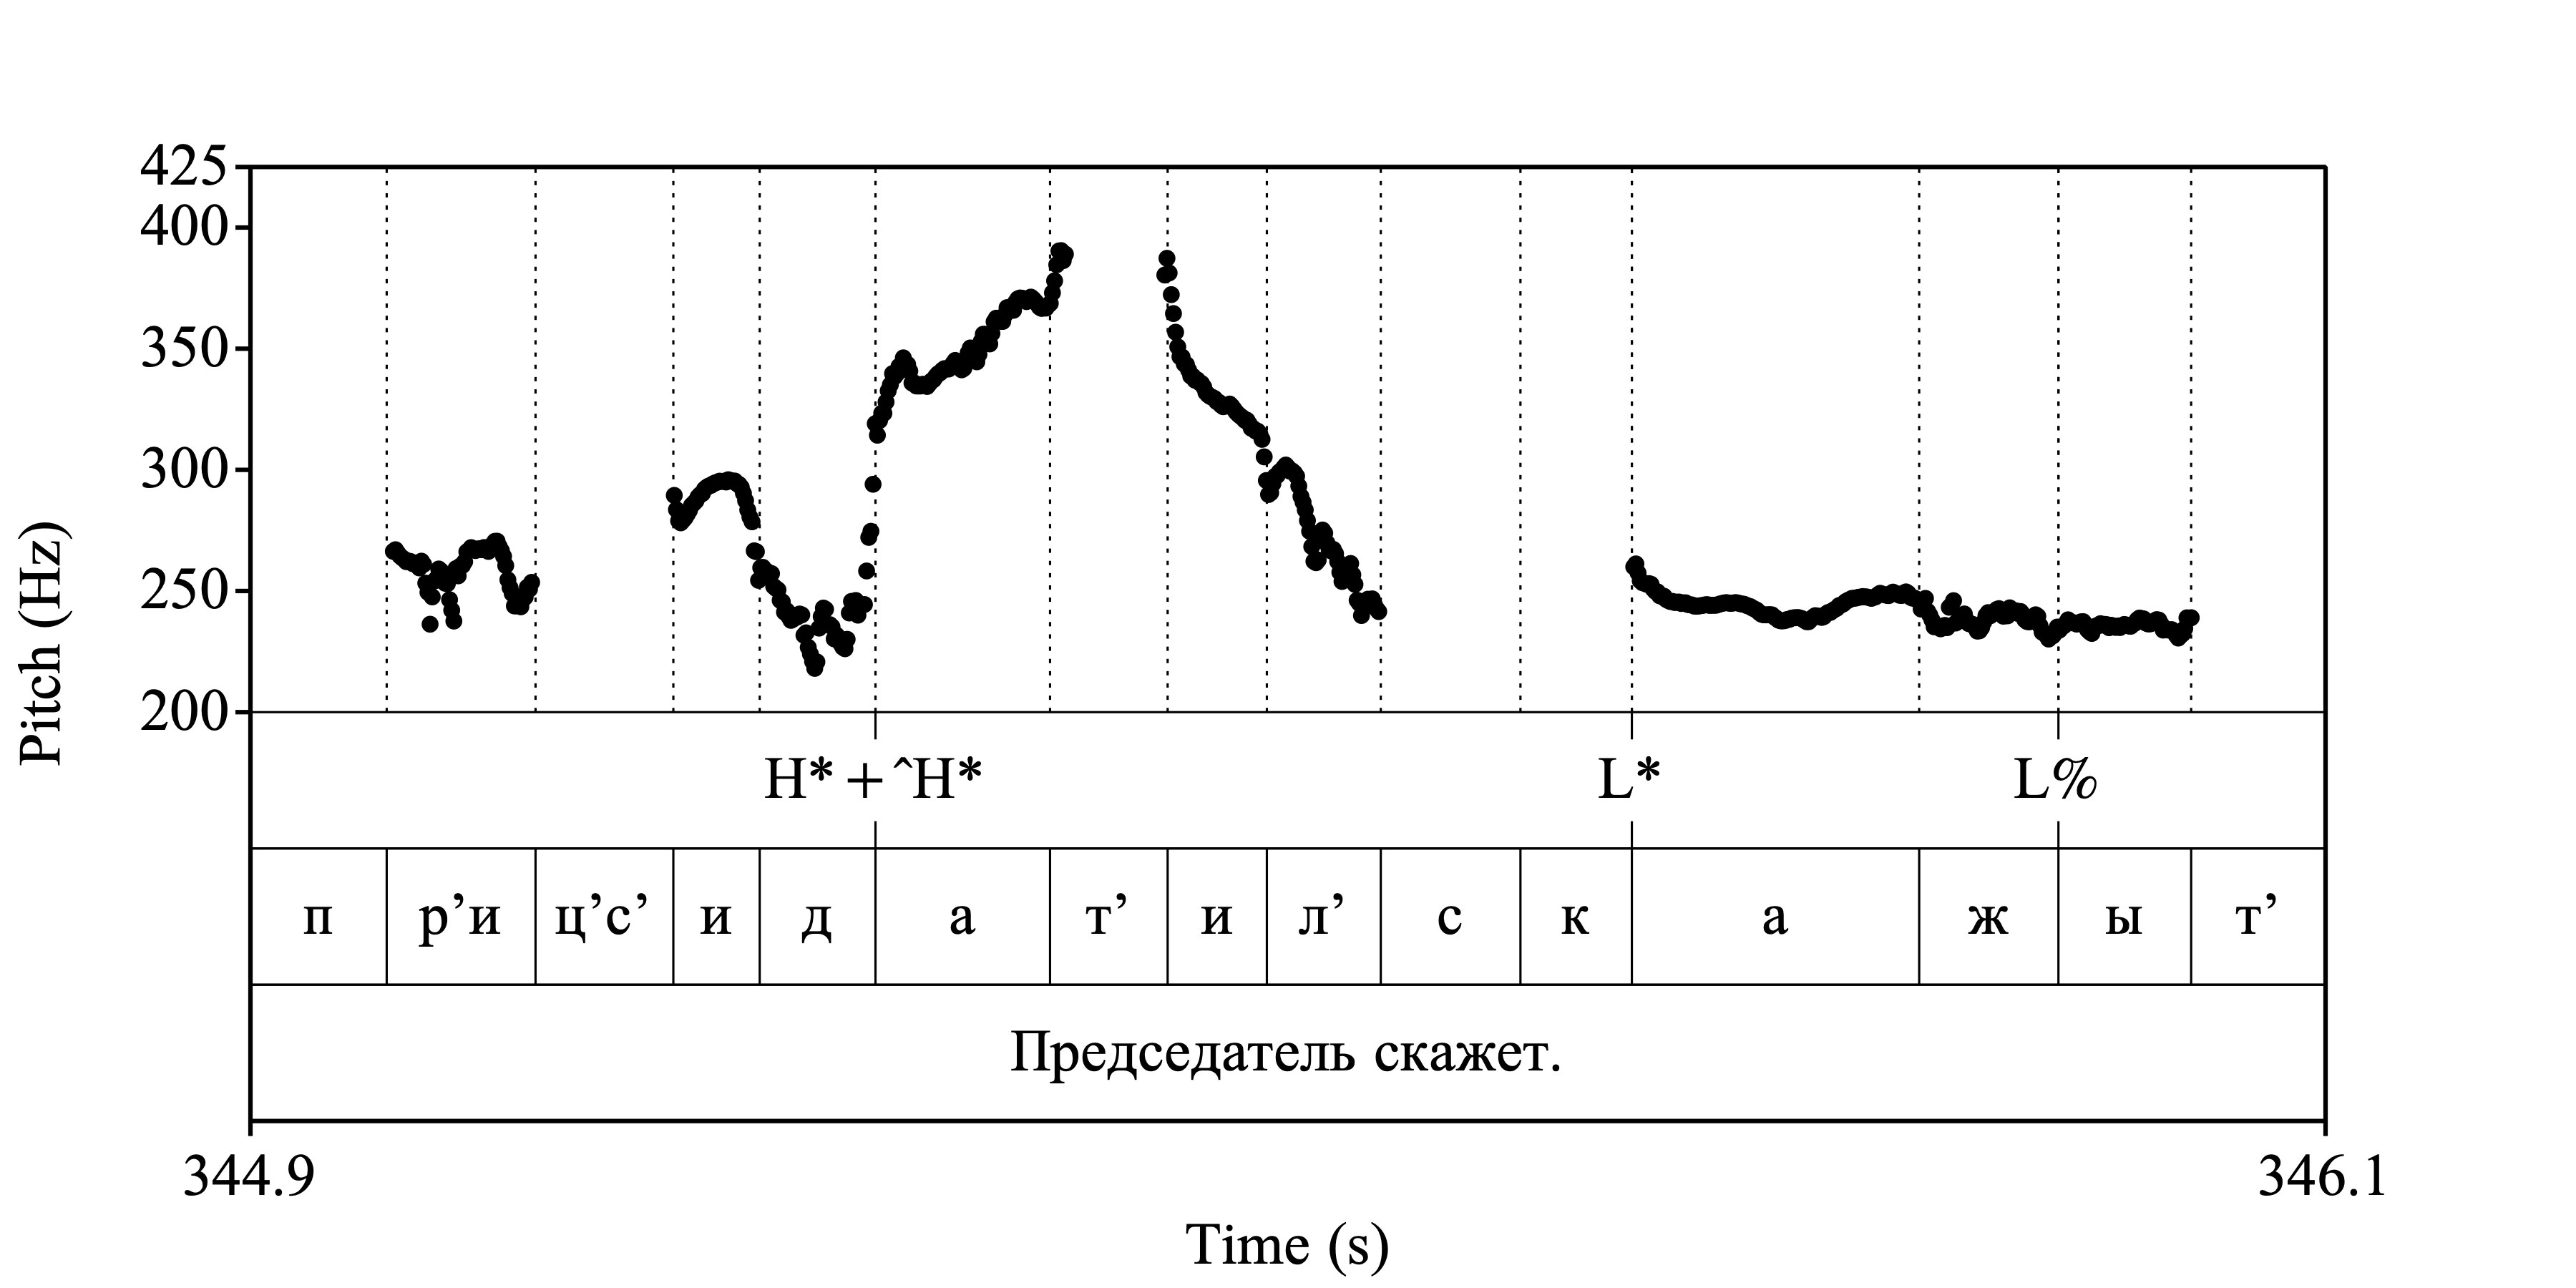 425
400
350
300
250
200
Pitch (Hz)
H* + ˆH* L* L%
п р’и ц’с’ и д а т’ и л’ с к а ж ы т’
Председатель скажет.
344.9 346.1
Time (s)